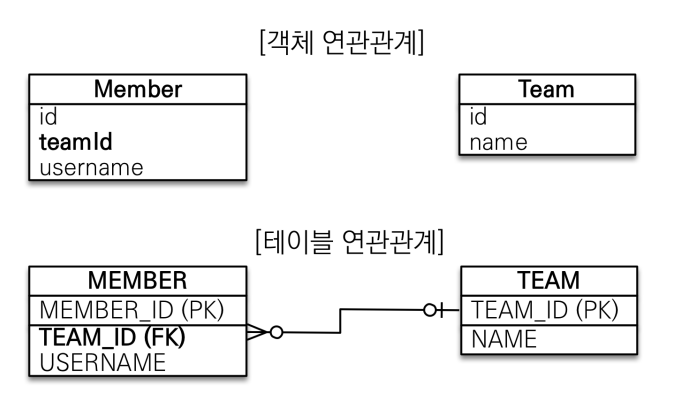 [객체 연관관계]
Member
id
teamId
username
Team
id
name
[테이블 연관관계]
MEMBER
MEMBER_ID (PK)
TEAM_ID (FK)
USERNAME
TEAM
TEAM_ID (PK)
NAME